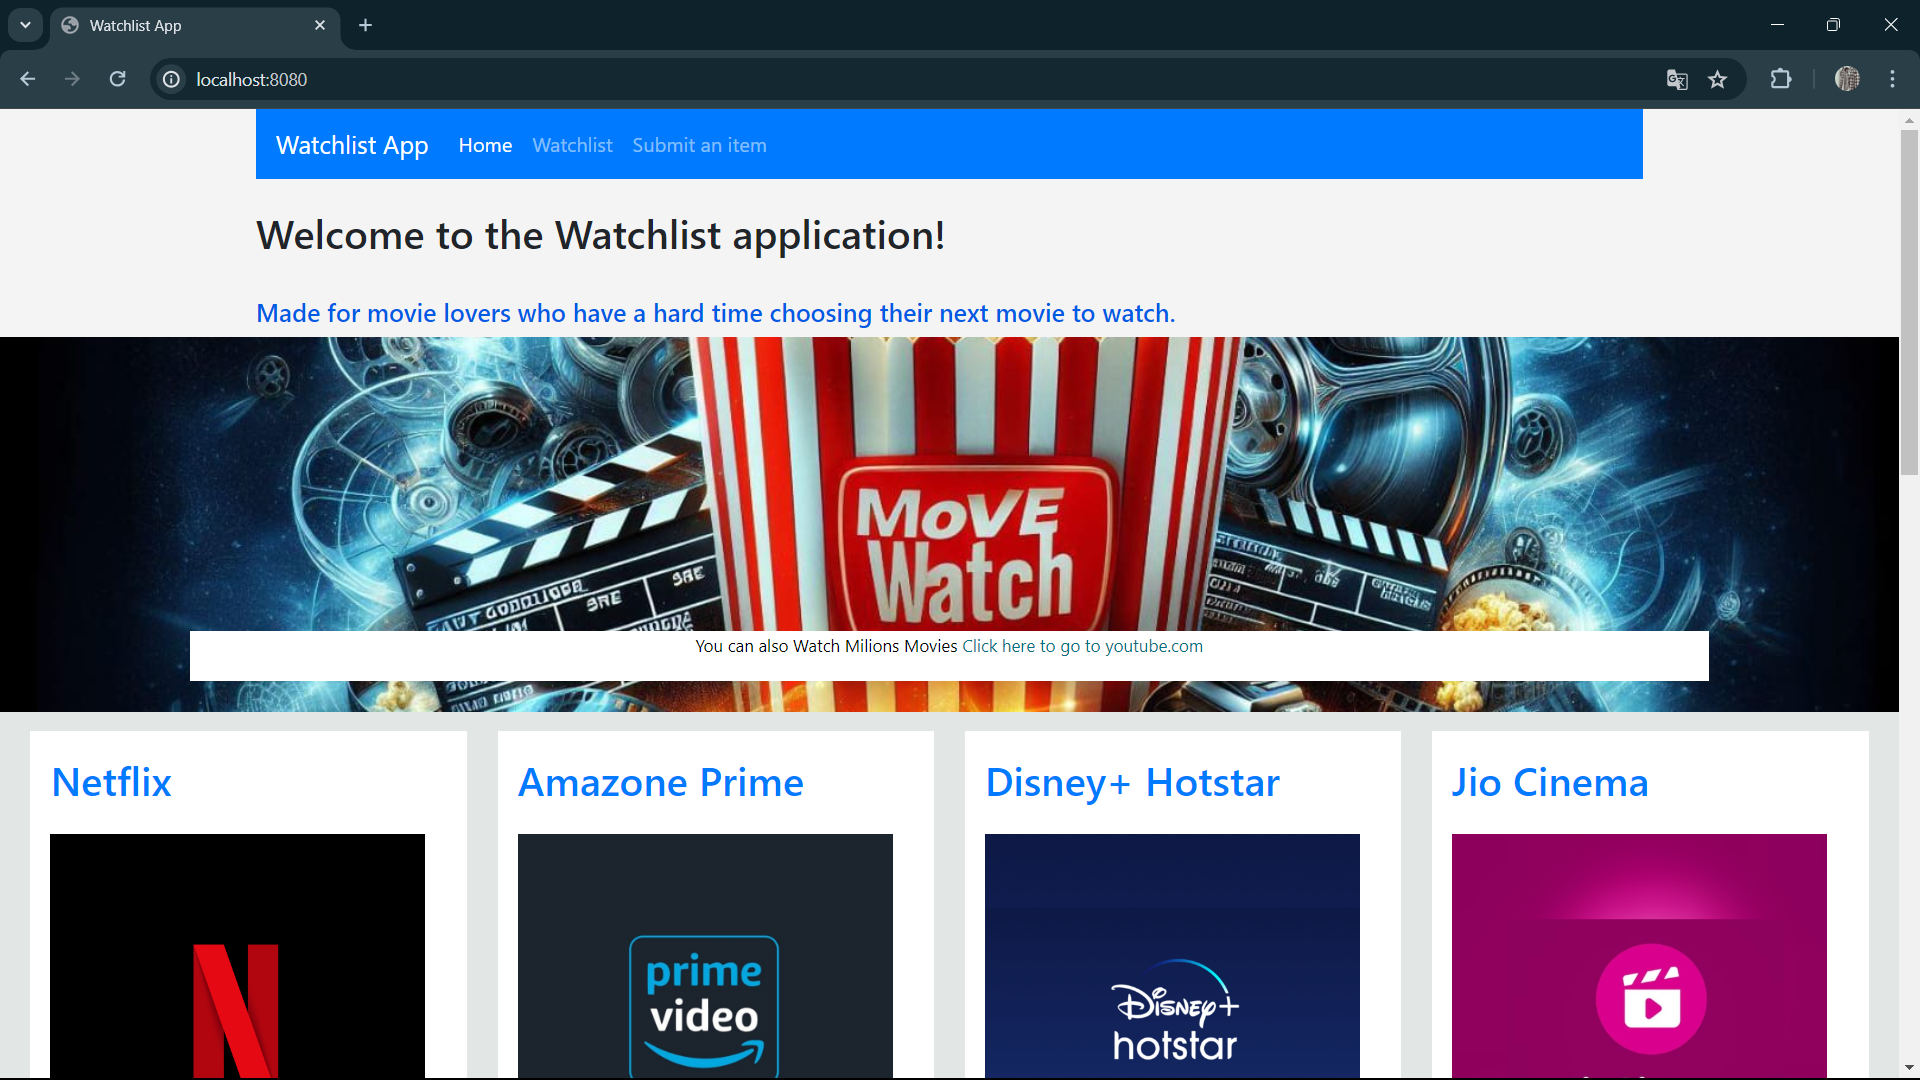 Watchlist App
localhost:8080
Watchlist App Home Watchlist Submit an item
Welcome to the Watchlist application!
Made for movie lovers who have a hard time choosing their next movie to watch.
MoVE
Watch
SRE
SRE
You can also Watch Milions Movies Click here to go to youtube.com
Netflix
Amazone Prime
Disney+ Hotstar
Jio Cinema
N
prime
video
Disney+
hotstar